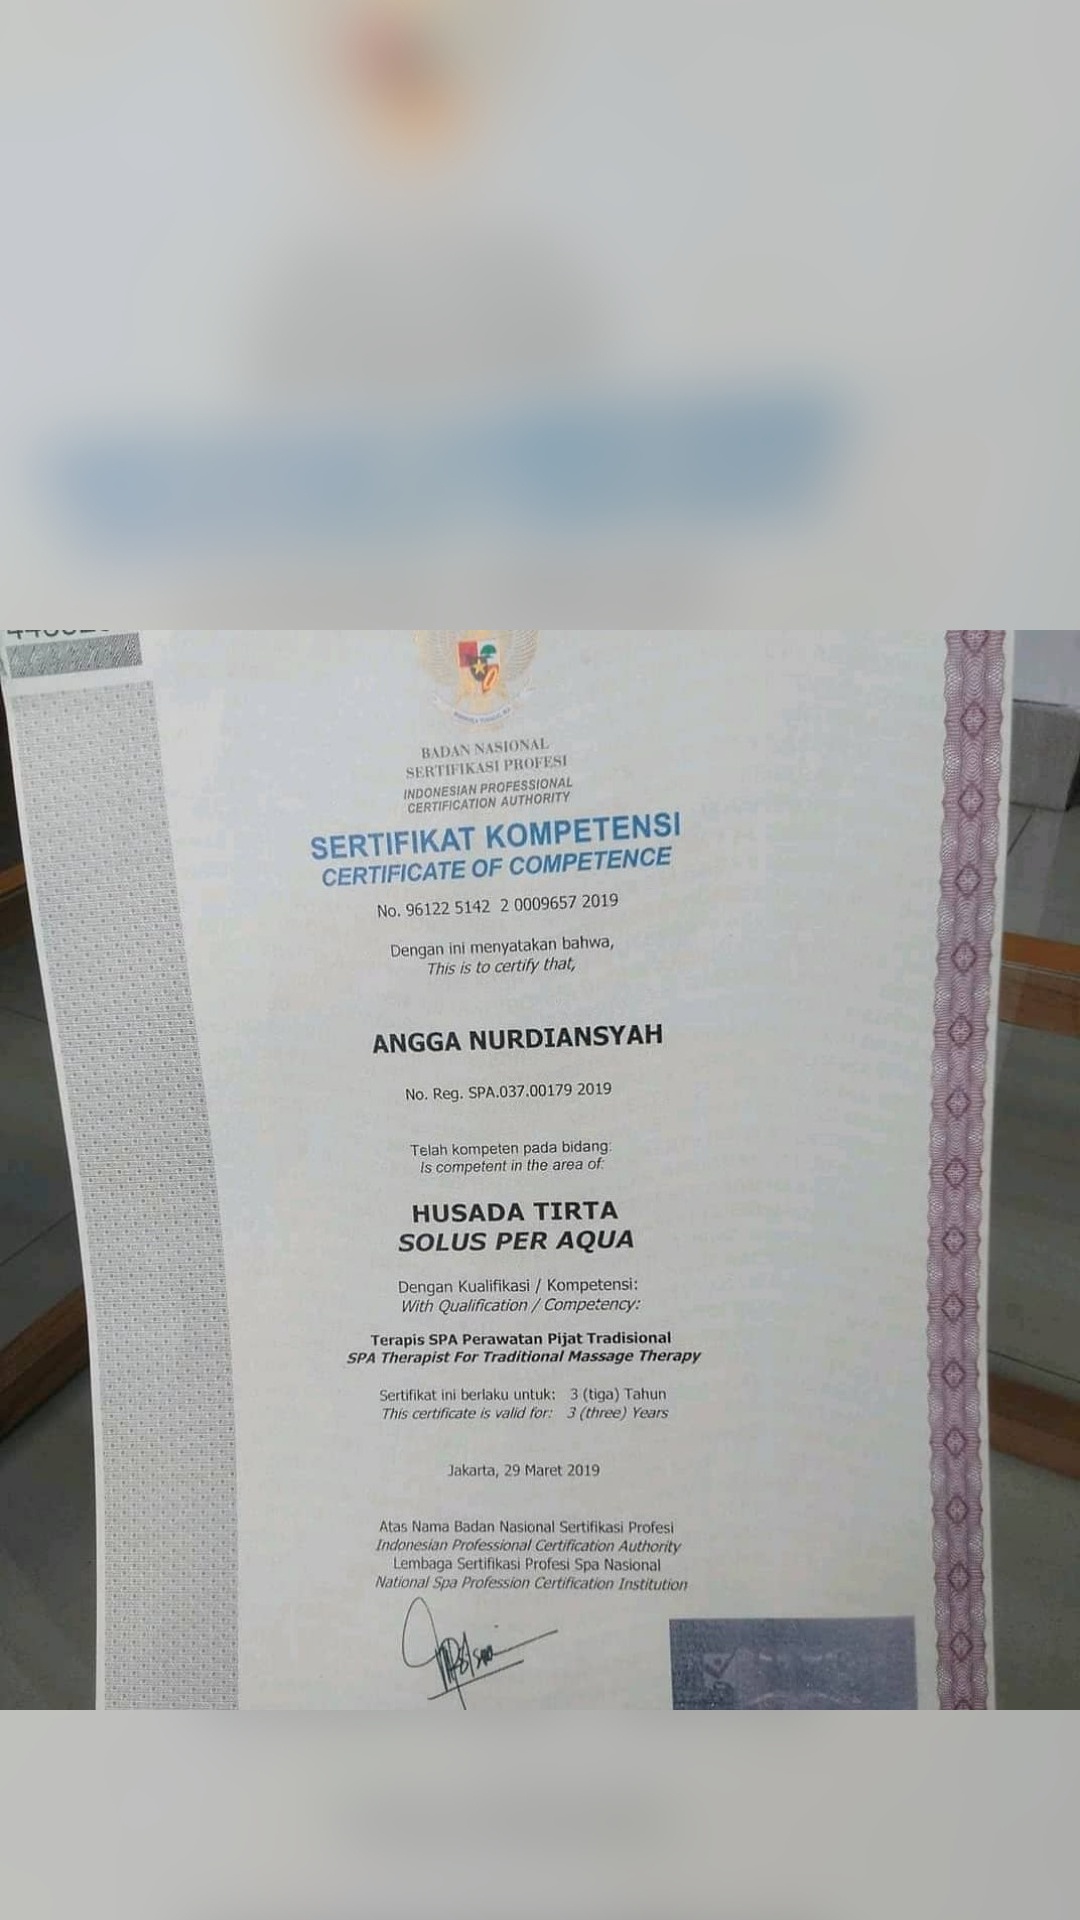 BADAN NASIONAL
SERTIFIKASI PROFESI
INDONESIAN PROFESSIONAL
CERTIFICATION AUTHORITY
SERTIFIKAT KOMPETENSI
CERTIFICATE OF COMPETENCE
No. 96122 5142 2 0009657 2019
Dengan ini menyatakan bahwa,
This is to certify that,
ANGGA NURDIANSYAH
No. Reg. SPA.037.00179 2019
Telah kompeten pada bidang:
Is competent in the area of:
HUSADA TIRTA
SOLUS PER AQUA
Dengan Kualifikasi / Kompetensi:
With Qualification / Competency:
Terapis SPA Perawatan Pijat Tradisional
SPA Therapist For Traditional Massage Therapy
Sertifikat ini berlaku untuk: 3 (tiga) Tahun
This certificate is valid for: 3 (three) Years
Jakarta, 29 Maret 2019
Atas Nama Badan Nasional Sertifikasi Profesi
Indonesian Professional Certification Authority
Lembaga Sertifikasi Profesi Spa Nasional
National Spa Profession Certification Institution